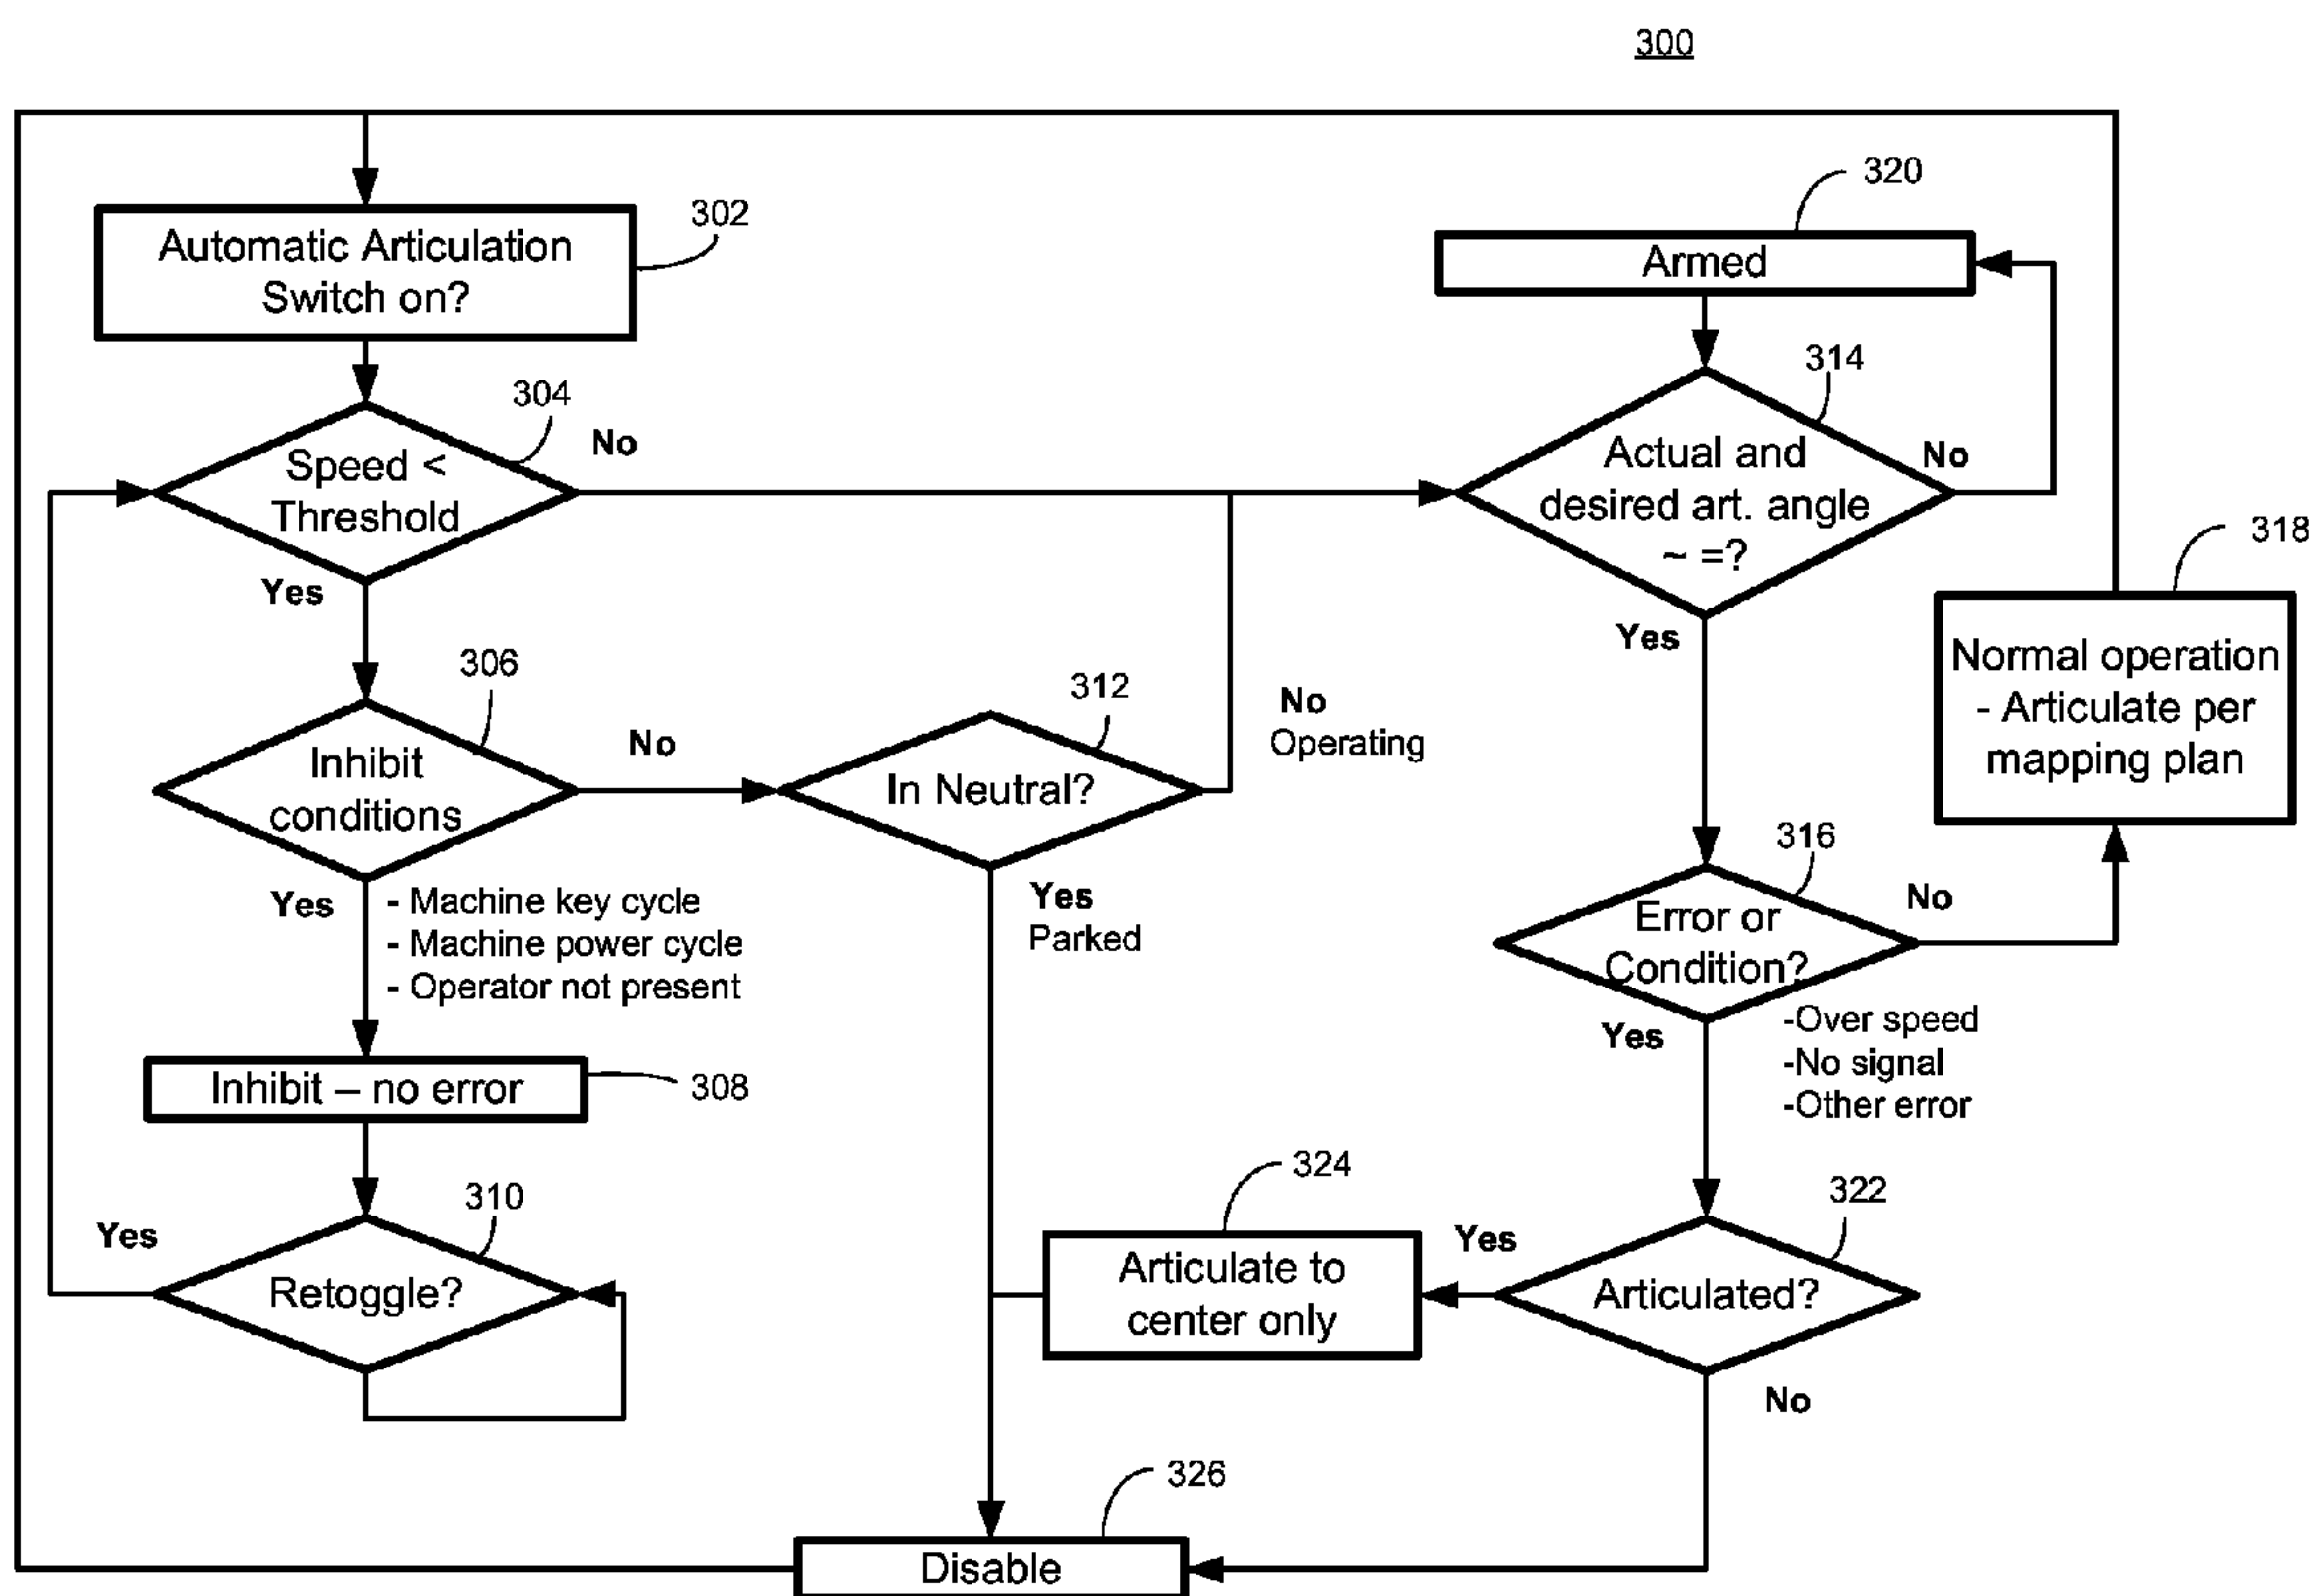 300
302
Automatic Articulation
Switch on?
320
Armed
304
No
Speed <
Threshold
Yes
314
No
Actual and
desired art. angle
~ =?
Yes
318
Normal operation
- Articulate per
mapping plan
306
No
Inhibit
conditions
Yes
- Machine key cycle
- Machine power cycle
- Operator not present
312
In Neutral?
No
Operating
Yes
Parked
316
No
Error or
Condition?
Yes
-Over speed
-No signal
-Other error
308
Inhibit – no error
310
Yes
Retoggle?
324
Articulate to
center only
322
Yes
Articulated?
No
326
Disable